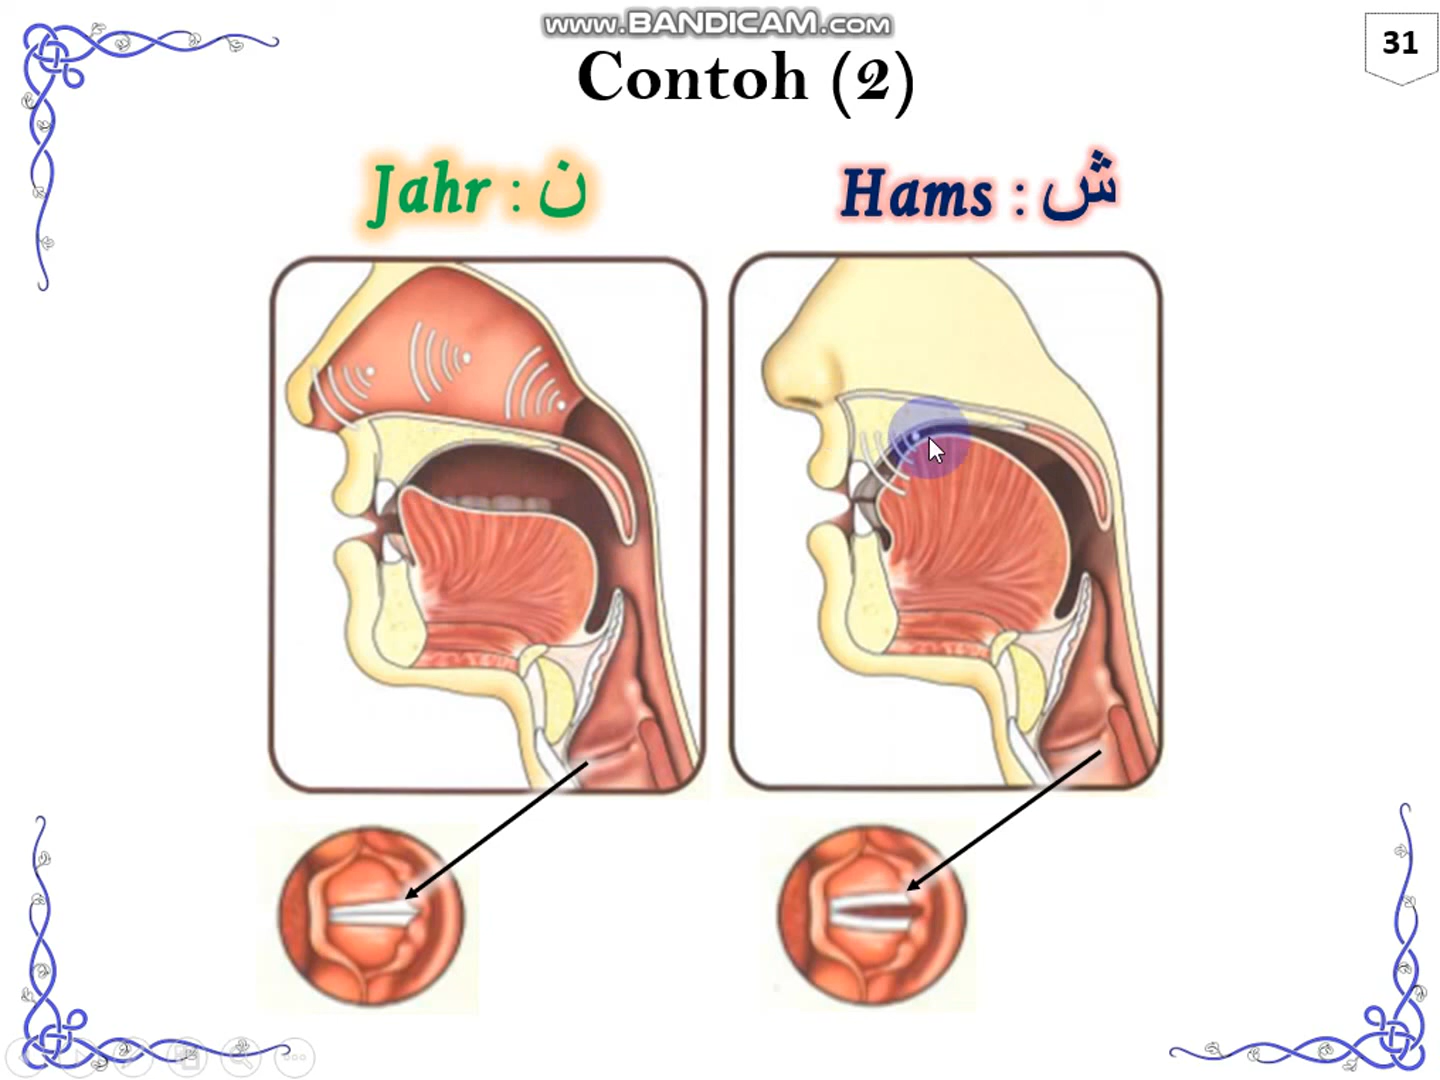 www.BANDICAM.com
31
Contoh (2)
Jahr : ن
Hams : ش